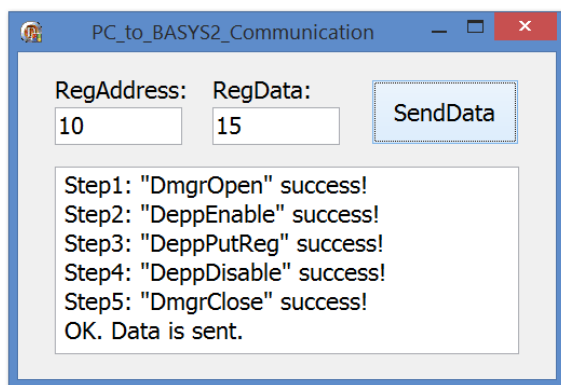 PC_to_BASYS2_Communication
RegAddress: RegData:
10 15 SendData
Step1: "DmgrOpen" success!
Step2: "DeppEnable" success!
Step3: "DeppPutReg" success!
Step4: "DeppDisable" success!
Step5: "DmgrClose" success!
OK. Data is sent.